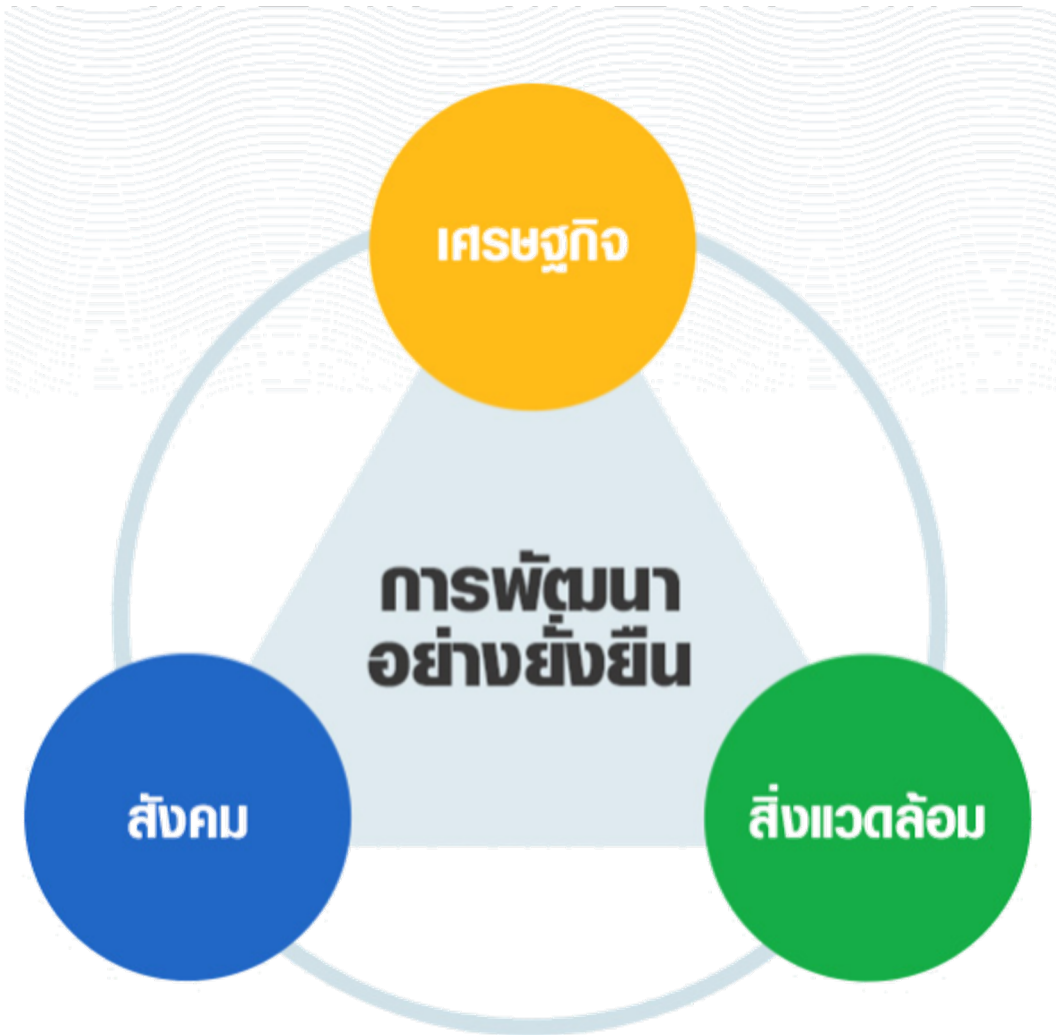 เศรษฐกิจ
การพัฒนา
อย่างยั่งยืน
สังคม
สิ่งแวดล้อม